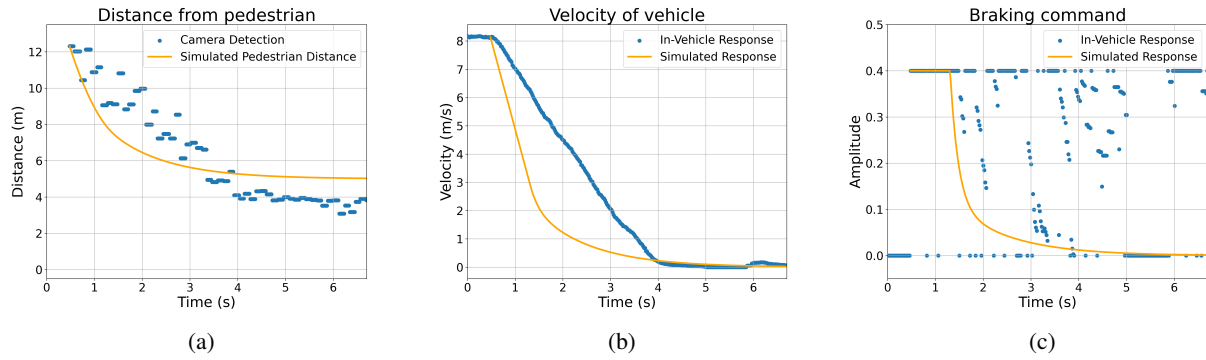 Distance from pedestrian
Camera Detection
Simulated Pedestrian Distance
Distance (m)
12
10
8
6
4
2
0
0 1 2 3 4 5 6
Time (s)
(a)
Velocity of vehicle
In-Vehicle Response
Simulated Response
Velocity (m/s)
8
7
6
5
4
3
2
1
0
0 1 2 3 4 5 6
Time (s)
(b)
Braking command
In-Vehicle Response
Simulated Response
Amplitude
0.5
0.4
0.3
0.2
0.1
0.0
0 1 2 3 4 5 6
Time (s)
(c)